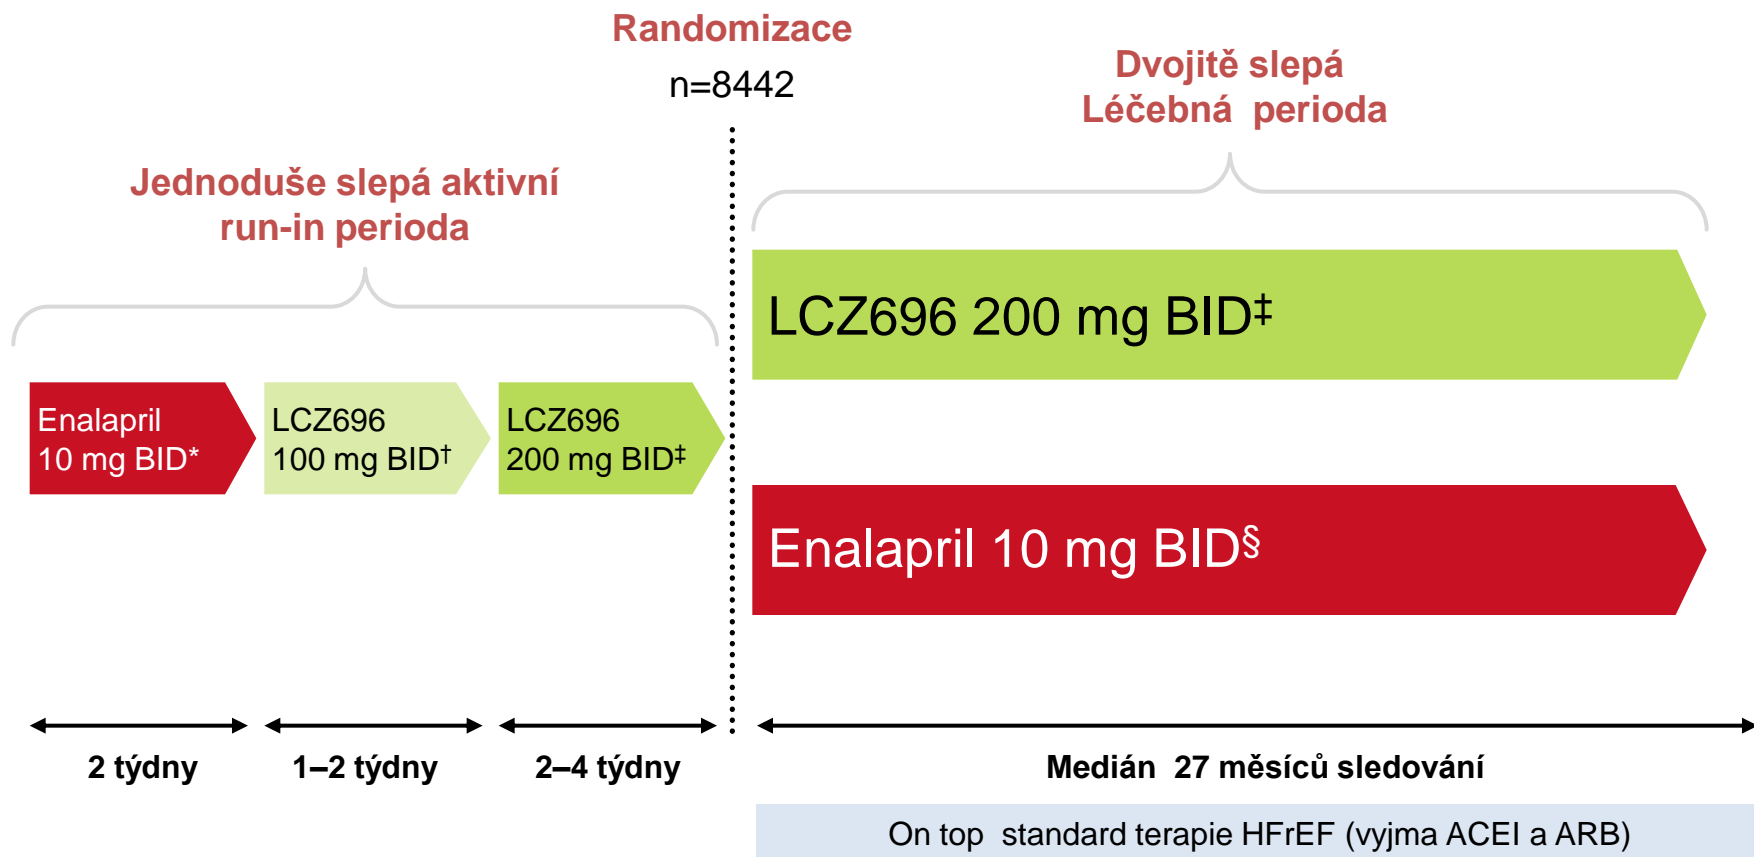 Randomizace
n=8442
Dvojitě slepá
Léčebná perioda
Jednoduše slepá aktivní
run-in perioda
LCZ696 200 mg BID‡
Enalapril
10 mg BID*
LCZ696
100 mg BID†
LCZ696
200 mg BID‡
Enalapril 10 mg BID§
2 týdny
1–2 týdny
2–4 týdny
Medián 27 měsíců sledování
On top standard terapie HFrEF (vyjma ACEI a ARB)